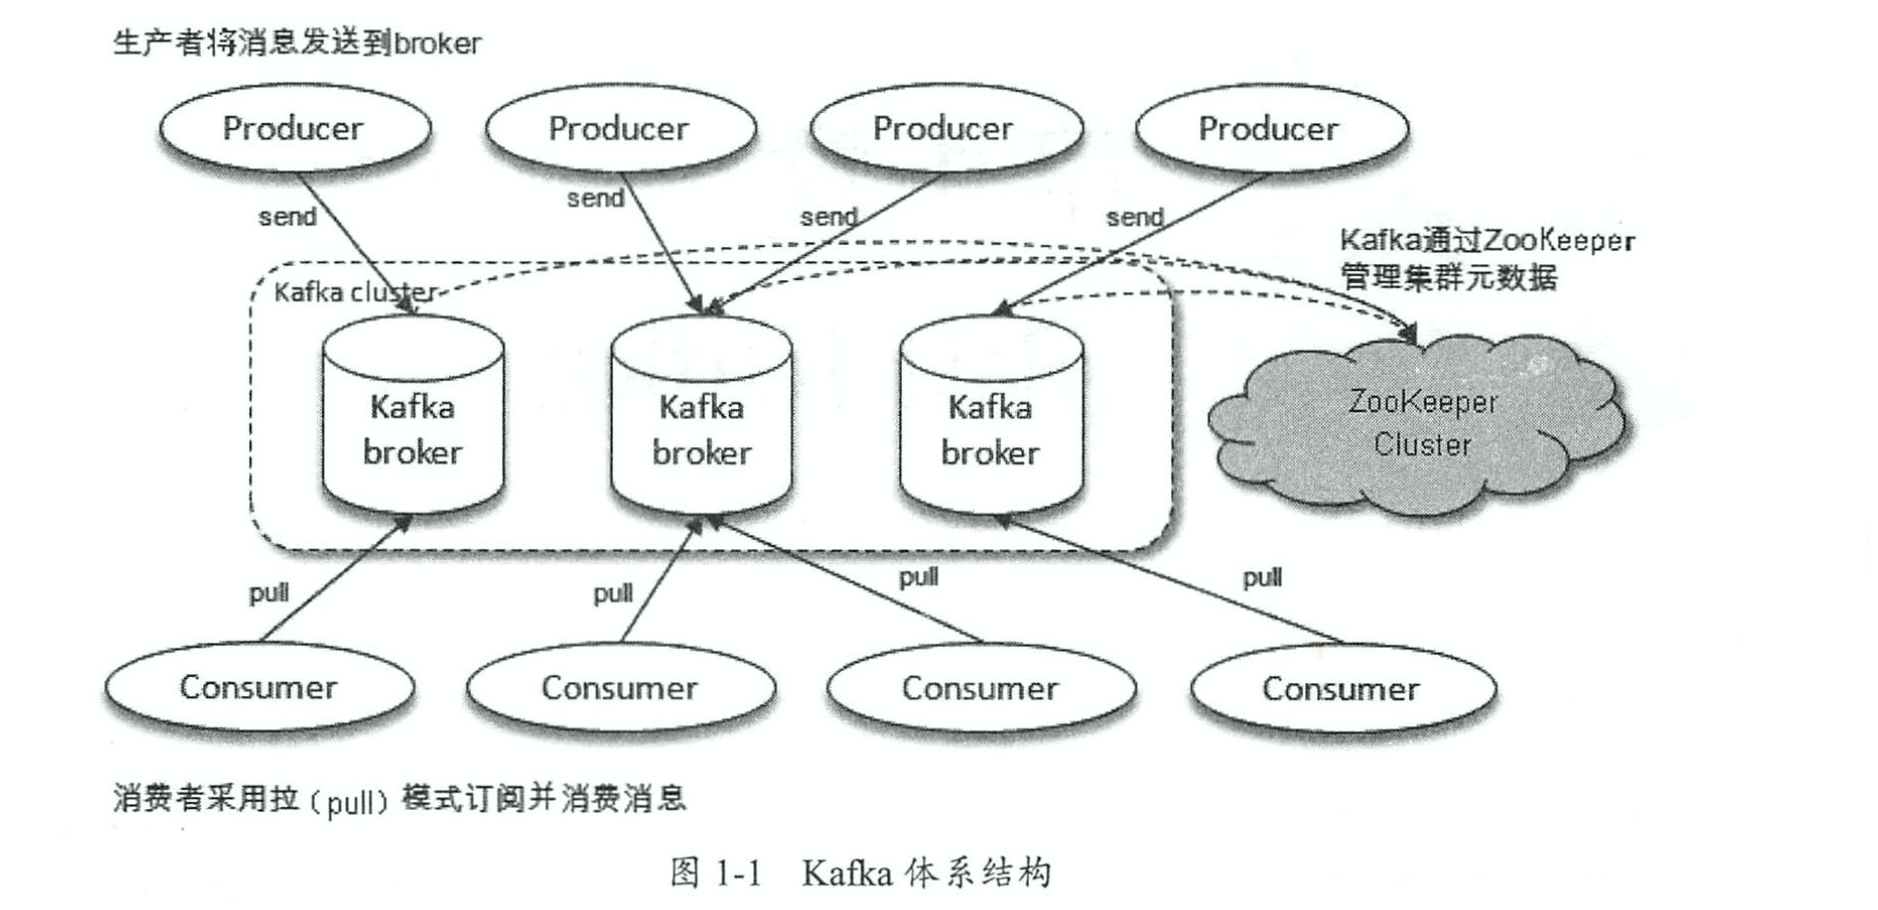 生产者将消息发送到broker
Producer
Producer
Producer
Producer
send
send
send
send
Kafka通过ZooKeeper
管理集群元数据
Kafka cluster
Kafka
broker
Kafka
broker
Kafka
broker
ZooKeeper
Cluster
pull
pull
pull
pull
Consumer
Consumer
Consumer
Consumer
消费者采用拉（pull）模式订阅并消费消息
图 1-1 Kafka 体系结构